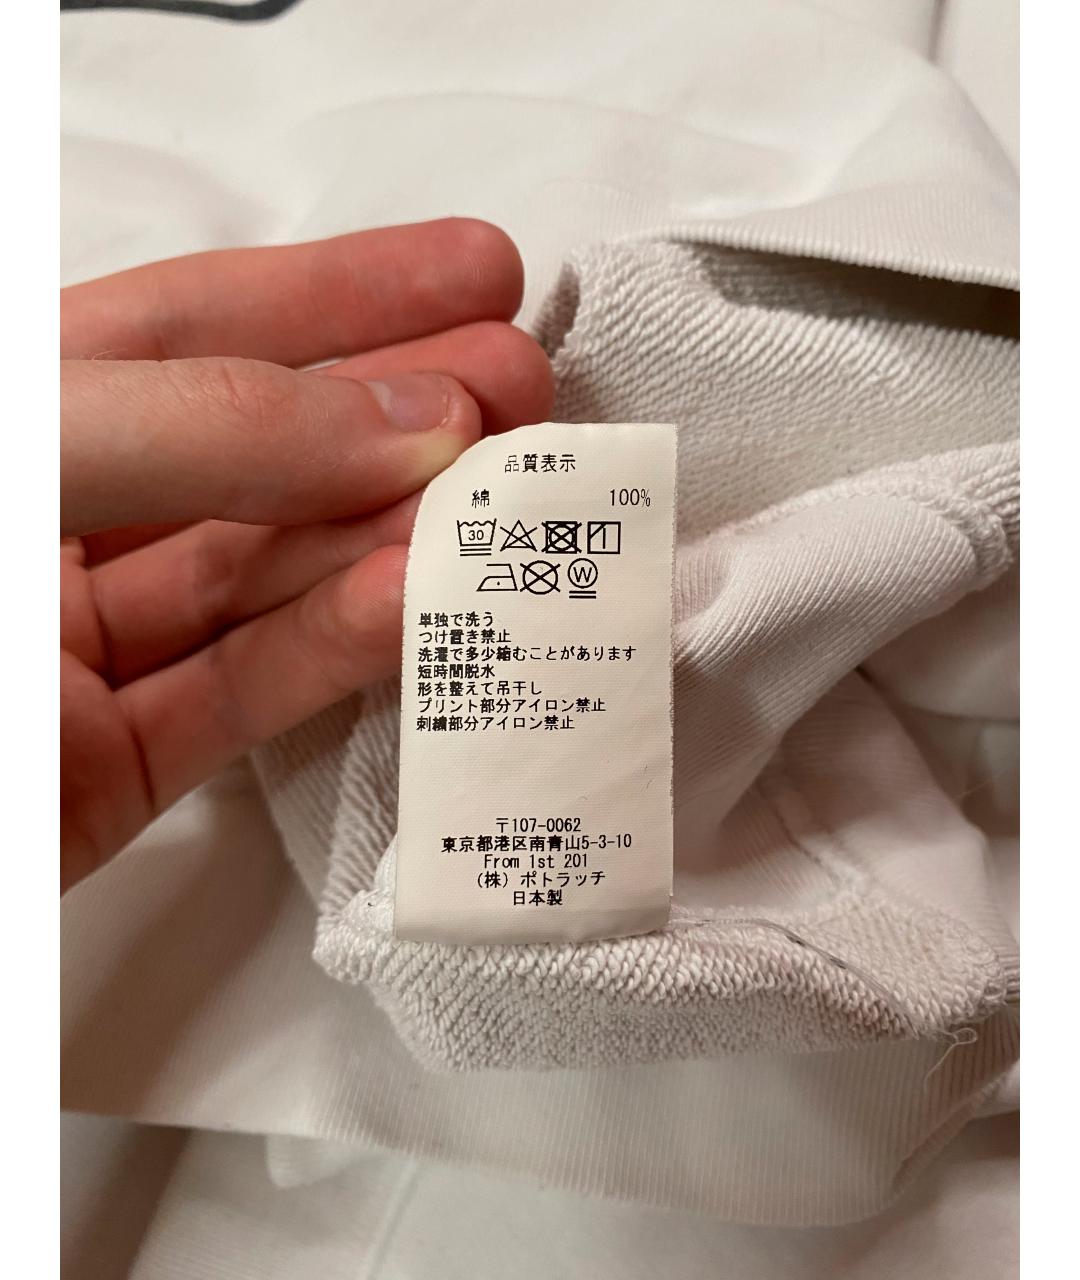 品質表示
綿 100%
30
W
単独で洗う
つけ置き禁止
洗濯で多少縮むことがあります
短時間脱水
形を整えて吊干し
プリント部分アイロン禁止
刺繍部分アイロン禁止
〒107-0062
東京都港区南青山5-3-10
From 1st 201
(株) ポトラッチ
日本製